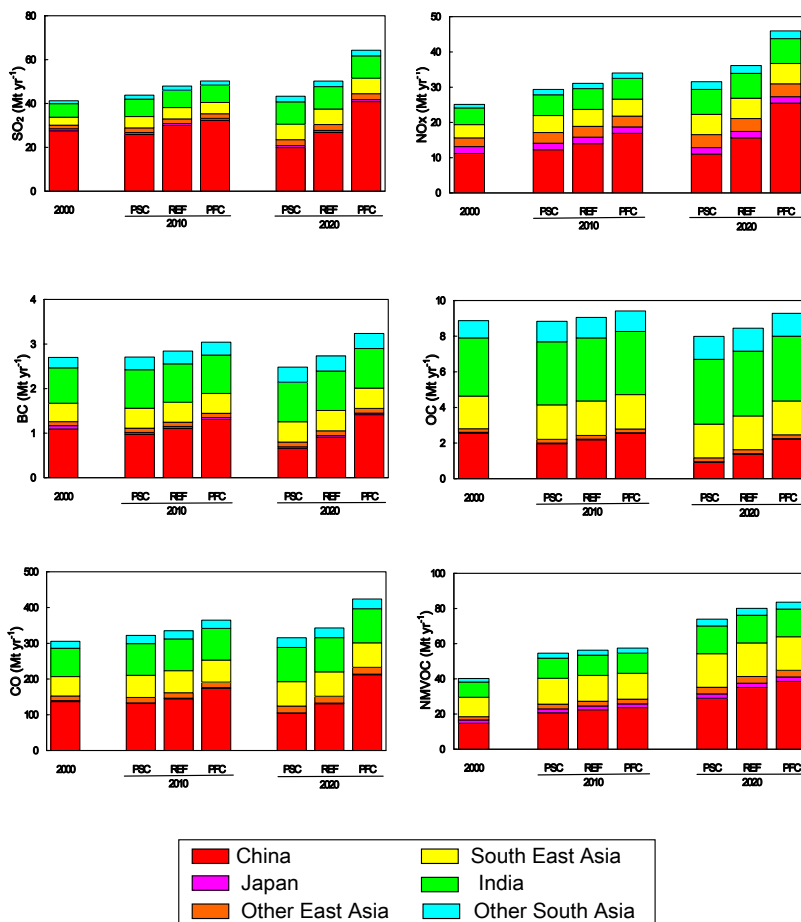 80
60
40
20
0
SO₂ (Mt yr⁻¹)
2000 PSC REF PFC PSC REF PFC
2010 2020
50
40
30
20
10
0
NOx (Mt yr⁻¹)
2000 PSC REF PFC PSC REF PFC
2010 2020
4
3
2
1
0
BC (Mt yr⁻¹)
2000 PSC REF PFC PSC REF PFC
2010 2020
10
8
6
4
2
0
OC (Mt yr⁻¹)
2000 PSC REF PFC PSC REF PFC
2010 2020
500
400
300
200
100
0
CO (Mt yr⁻¹)
2000 PSC REF PFC PSC REF PFC
2010 2020
100
80
60
40
20
0
NMVOC (Mt yr⁻¹)
2000 PSC REF PFC PSC REF PFC
2010 2020
China South East Asia
Japan India
Other East Asia Other South Asia